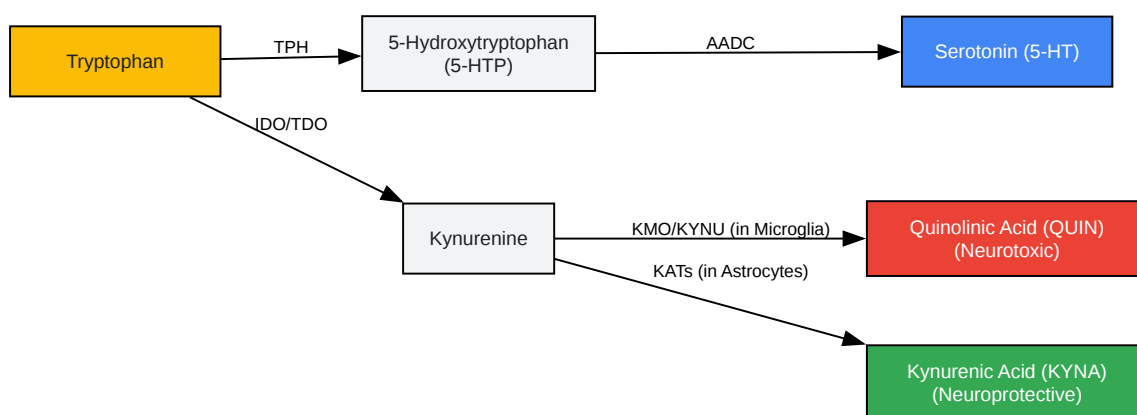 Tryptophan
TPH
5-Hydroxytryptophan
(5-HTP)
AADC
Serotonin (5-HT)
IDO/TDO
Kynurenine
KMO/KYNU (in Microglia)
Quinolinic Acid (QUIN)
(Neurotoxic)
KATs (in Astrocytes)
Kynurenic Acid (KYNA)
(Neuroprotective)